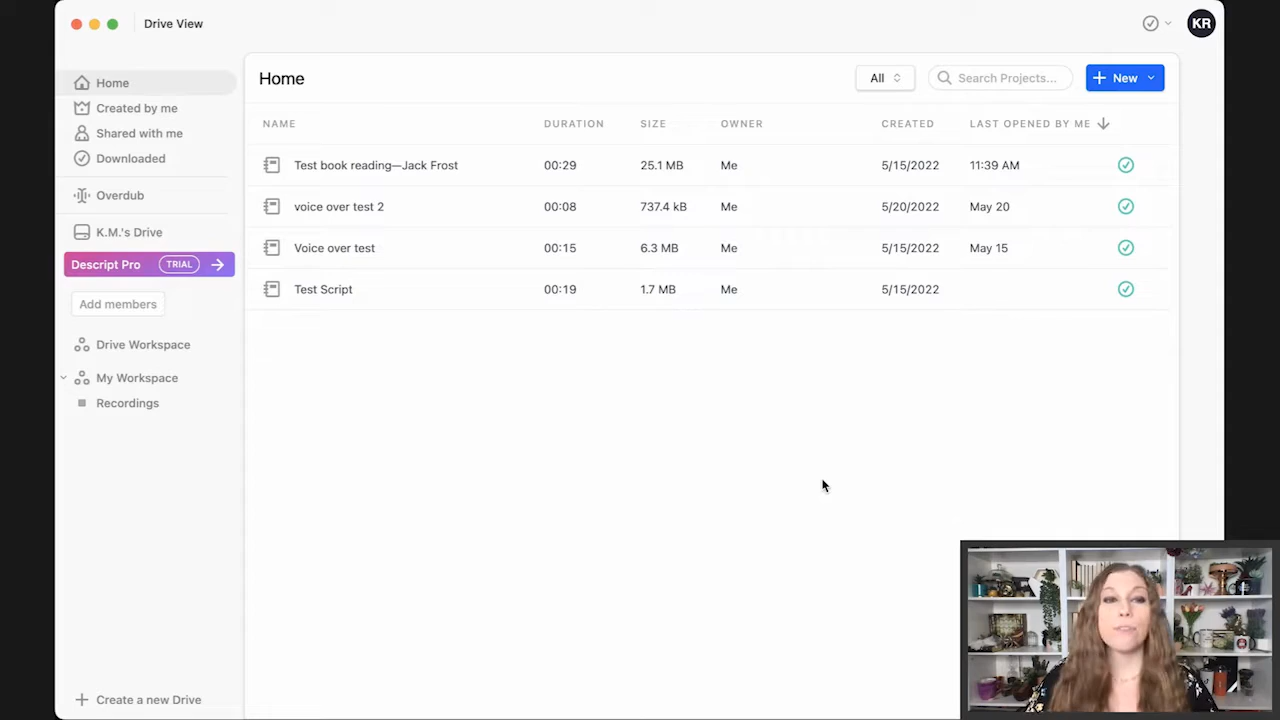 Drive View
KR
Home
Created by me
Shared with me
Downloaded
Overdub
K.M.'s Drive
Descript Pro TRIAL
Add members
Drive Workspace
My Workspace
Recordings
Create a new Drive
Home
All
Search Projects...
New
NAME DURATION SIZE OWNER CREATED LAST OPENED BY ME
Test book reading—Jack Frost 00:29 25.1 MB Me 5/15/2022 11:39 AM
voice over test 2 00:08 737.4 kB Me 5/20/2022 May 20
Voice over test 00:15 6.3 MB Me 5/15/2022 May 15
Test Script 00:19 1.7 MB Me 5/15/2022